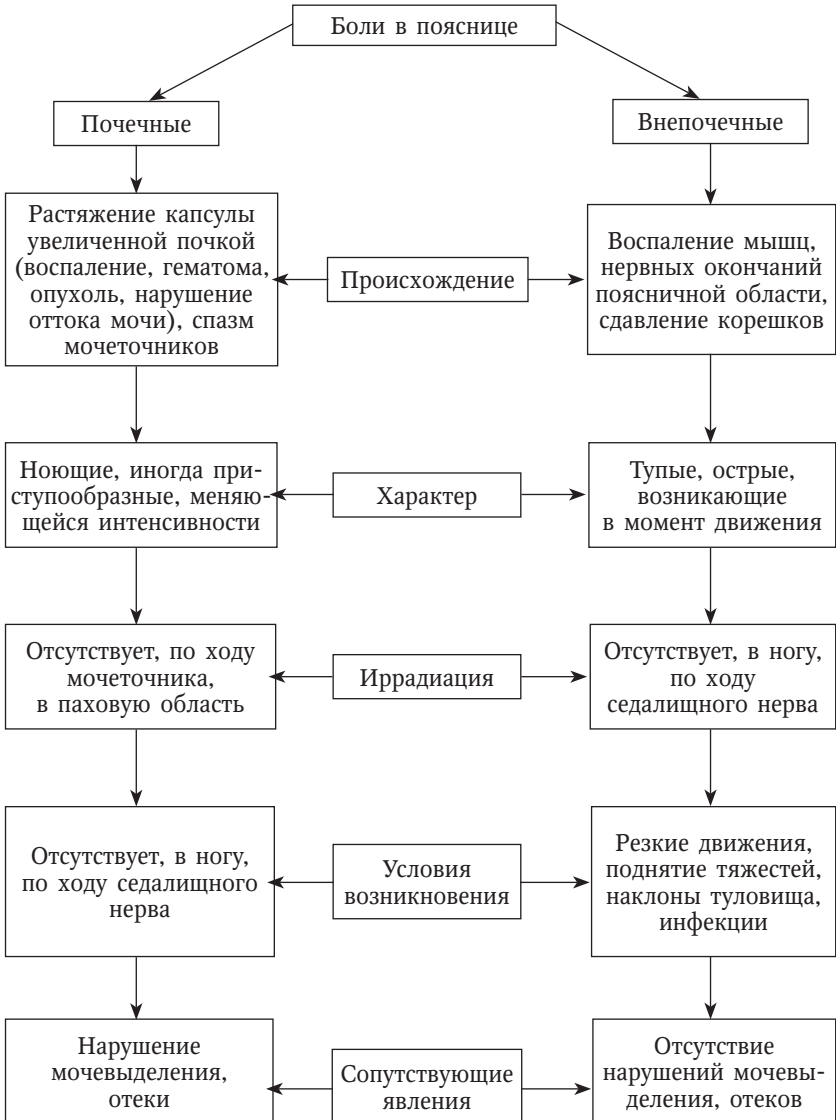 Боли в пояснице
Почечные
Внепочечные
Растяжение капсулы
увеличенной почкой
(воспаление, гематома,
опухоль, нарушение
оттока мочи), спазм
мочеточников
Происхождение
Воспаление мышц,
нервных окончаний
поясничной области,
сдавление корешков
Ноющие, иногда при-
ступообразные, меняю-
щейся интенсивности
Характер
Тупые, острые,
возникающие
в момент движения
Отсутствует, по ходу
мочеточника,
в паховую область
Иррадиация
Отсутствует, в ногу,
по ходу
седалищного нерва
Отсутствует, в ногу,
по ходу седалищного
нерва
Условия
возникновения
Резкие движения,
поднятие тяжестей,
наклоны туловища,
инфекции
Нарушение
мочевыделения,
отеки
Сопутствующие
явления
Отсутствие
нарушений мочевы-
деления, отеков